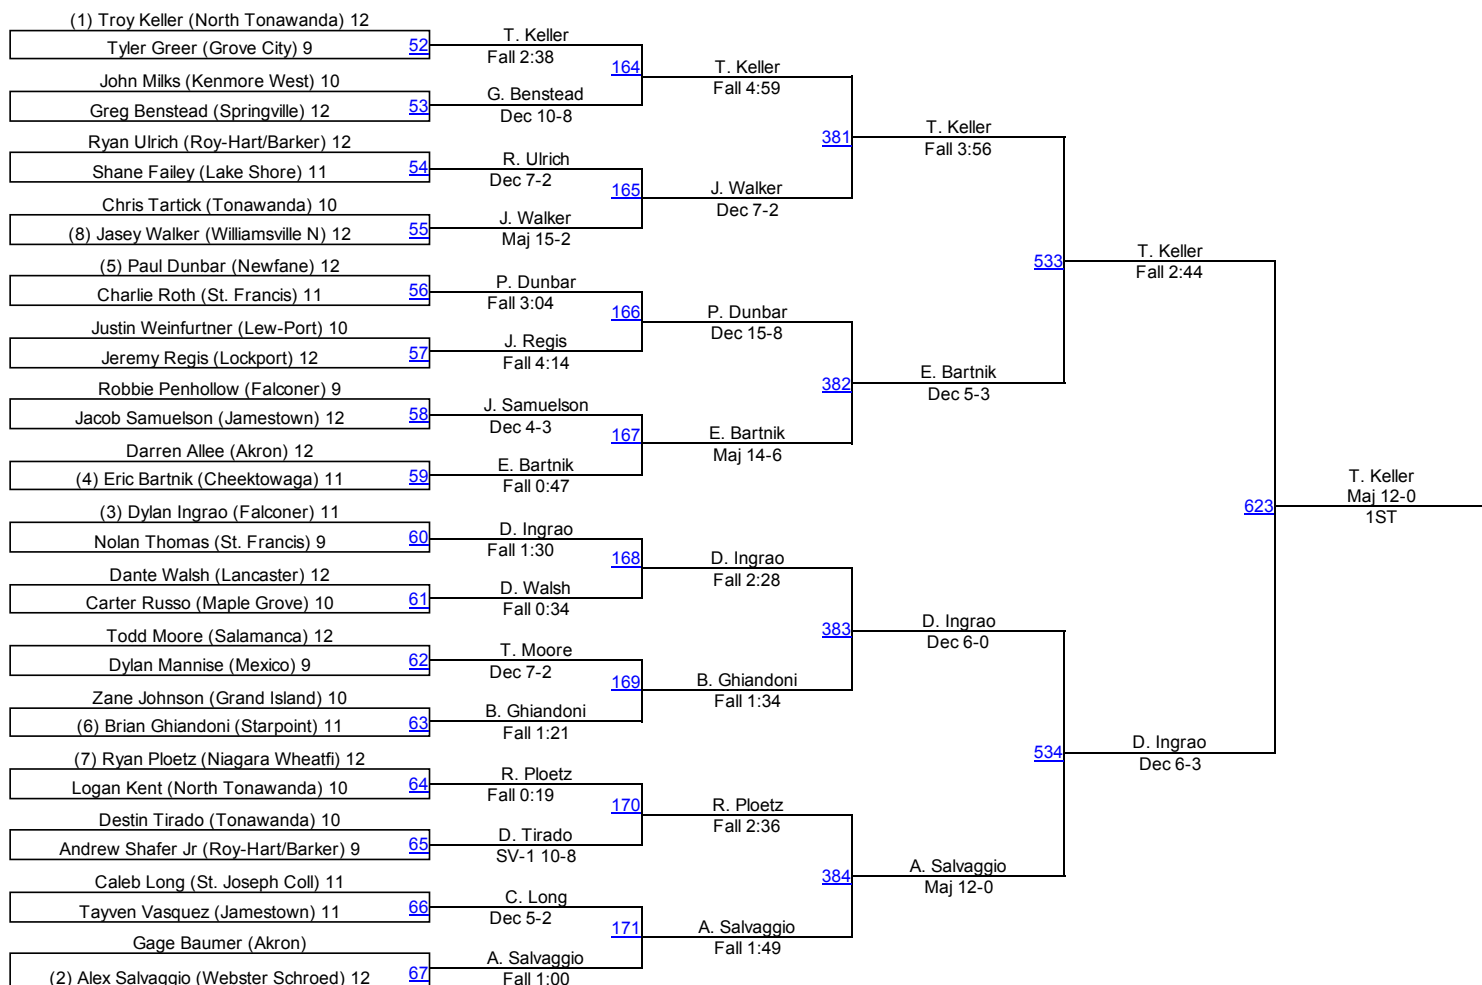 (1) Troy Keller (North Tonawanda) 12
Tyler Greer (Grove City) 9
52
John Milks (Kenmore West) 10
Greg Benstead (Springville) 12
53
Ryan Ulrich (Roy-Hart/Barker) 12
Shane Failey (Lake Shore) 11
54
Chris Tartick (Tonawanda) 10
(8) Jasey Walker (Williamsville N) 12
55
(5) Paul Dunbar (Newfane) 12
Charlie Roth (St. Francis) 11
56
Justin Weinfurtner (Lew-Port) 10
Jeremy Regis (Lockport) 12
57
Robbie Penhollow (Falconer) 9
Jacob Samuelson (Jamestown) 12
58
Darren Allee (Akron) 12
(4) Eric Bartnik (Cheektowaga) 11
59
(3) Dylan Ingrao (Falconer) 11
Nolan Thomas (St. Francis) 9
60
Dante Walsh (Lancaster) 12
Carter Russo (Maple Grove) 10
61
Todd Moore (Salamanca) 12
Dylan Mannise (Mexico) 9
62
Zane Johnson (Grand Island) 10
(6) Brian Ghiandoni (Starpoint) 11
63
(7) Ryan Ploetz (Niagara Wheatfi) 12
Logan Kent (North Tonawanda) 10
64
Destin Tirado (Tonawanda) 10
Andrew Shafer Jr (Roy-Hart/Barker) 9
65
Caleb Long (St. Joseph Coll) 11
Tayven Vasquez (Jamestown) 11
66
Gage Baumer (Akron)
(2) Alex Salvaggio (Webster Schroed) 12
67
T. Keller
Fall 2:38
164
G. Benstead
Dec 10-8
R. Ulrich
Dec 7-2
165
J. Walker
Maj 15-2
P. Dunbar
Fall 3:04
166
J. Regis
Fall 4:14
J. Samuelson
Dec 4-3
167
E. Bartnik
Fall 0:47
D. Ingrao
Fall 1:30
168
D. Walsh
Fall 0:34
T. Moore
Dec 7-2
169
B. Ghiandoni
Fall 1:21
R. Ploetz
Fall 0:19
170
D. Tirado
SV-1 10-8
C. Long
Dec 5-2
171
A. Salvaggio
Fall 1:00
T. Keller
Fall 4:59
381
J. Walker
Dec 7-2
P. Dunbar
Dec 15-8
382
E. Bartnik
Maj 14-6
D. Ingrao
Fall 2:28
383
B. Ghiandoni
Fall 1:34
R. Ploetz
Fall 2:36
384
A. Salvaggio
Fall 1:49
T. Keller
Fall 3:56
533
E. Bartnik
Dec 5-3
D. Ingrao
Dec 6-0
534
A. Salvaggio
Maj 12-0
T. Keller
Fall 2:44
623
D. Ingrao
Dec 6-3
T. Keller
Maj 12-0
1ST